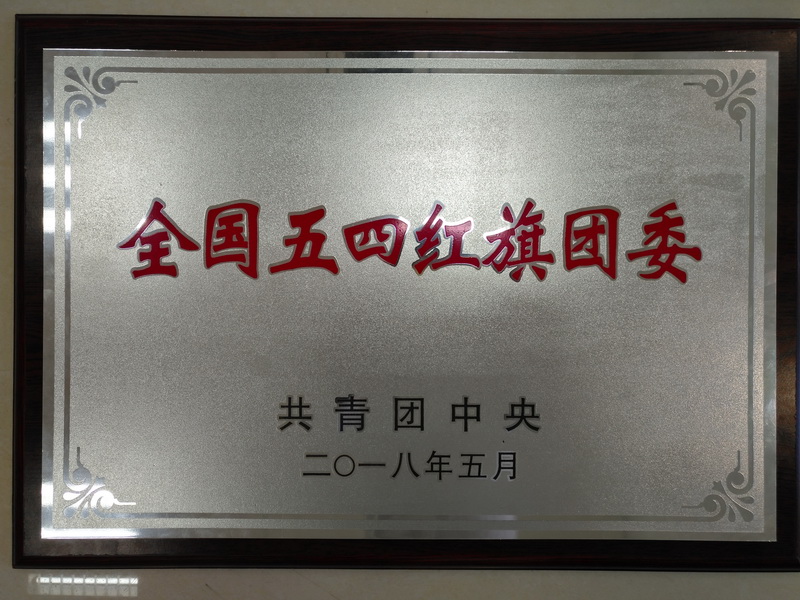 全国五四红旗团委
共青团中央
二〇一八年五月